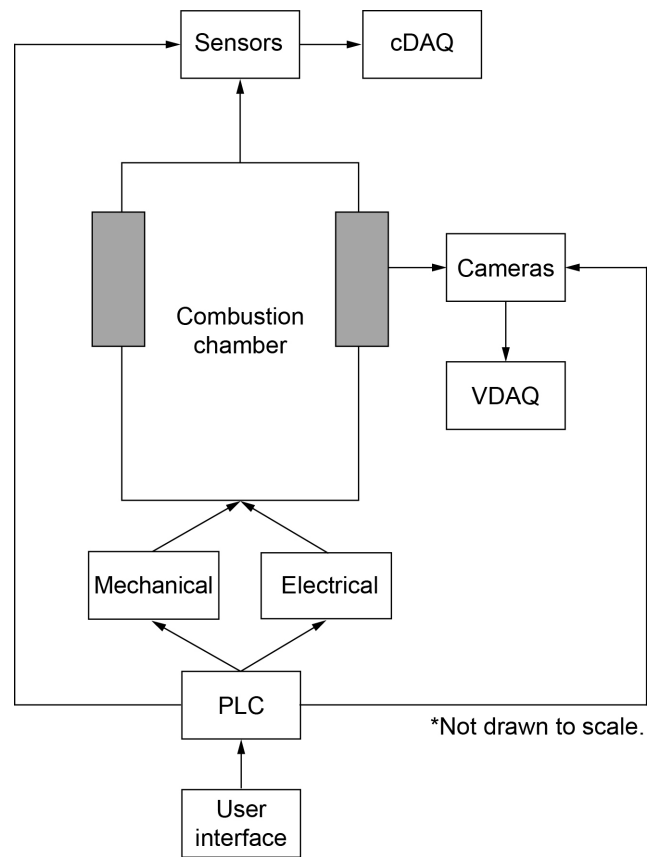 Sensors
cDAQ
Cameras
Combustion
chamber
VDAQ
Mechanical
Electrical
PLC
*Not drawn to scale.
User
interface